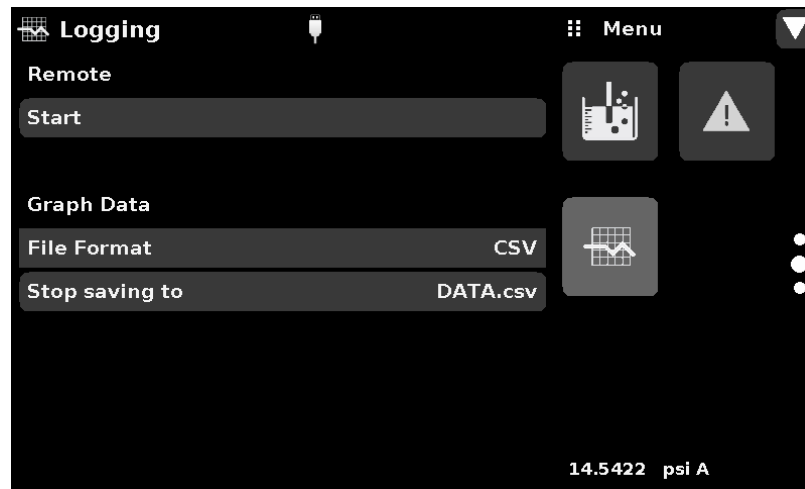 Logging
Menu
Remote
Start
Graph Data
File Format CSV
Stop saving to DATA.csv
14.5422 psi A